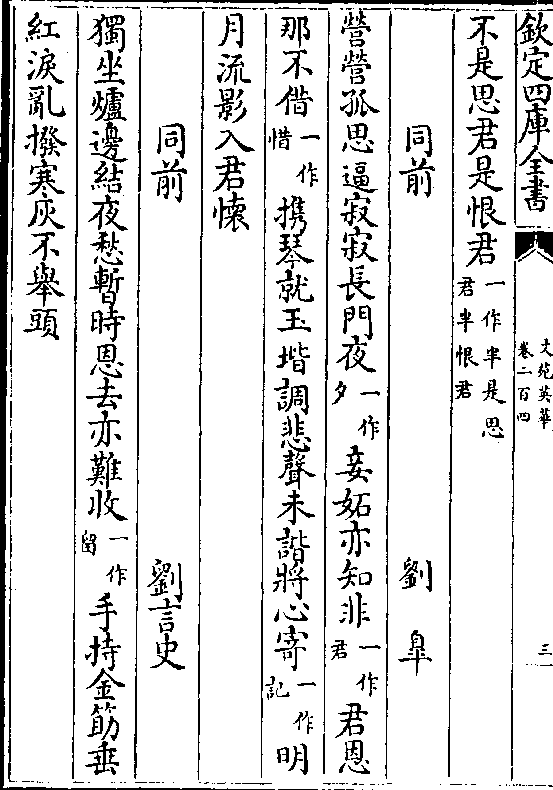 欽定四庫全書
文苑英華
卷二百四
三
不是思君是恨君一作半是思君半恨君
同前 劉皐
營營孤思逼寂寂長門夜一作夕妾妬亦知非一作君君恩
那不借一作惜攜琴就玉堦調悲聲未諧將心寄一作記明
月流影入君懷
同前 劉言史
獨坐爐邊結夜愁暫時恩去亦難收一作留手持金筯垂
紅淚亂撥寒灰不舉頭